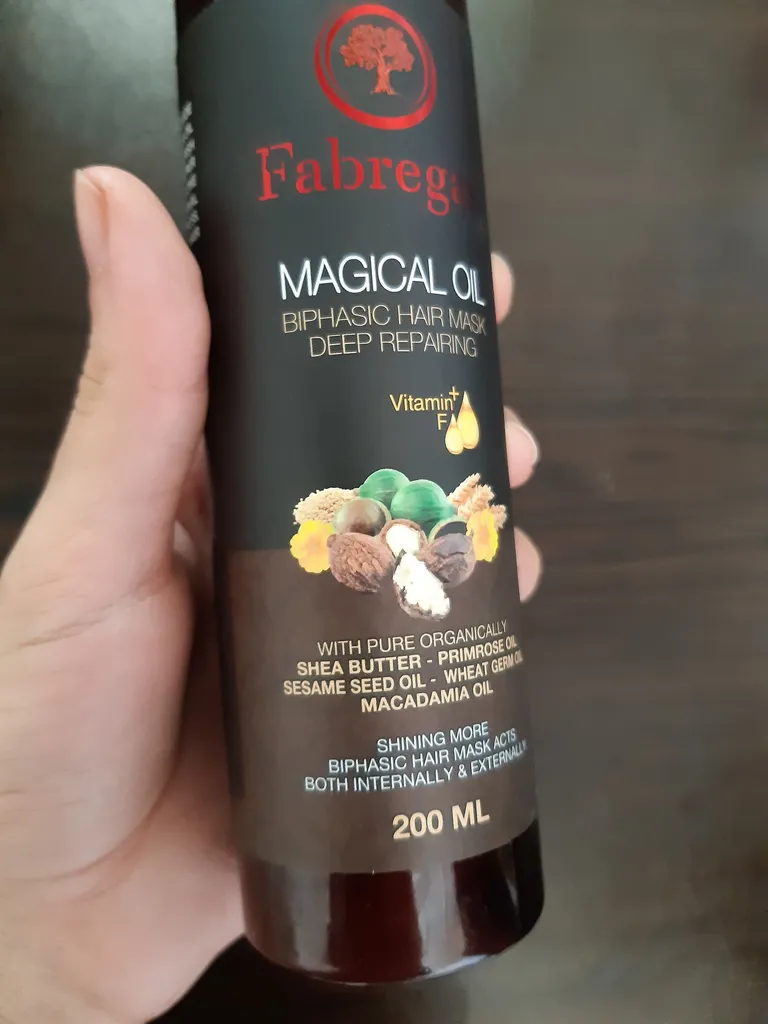 MAGICAL OIL
BIPHASIC HAIR MASK
DEEP REPAIRING
Vitamin+
F
WITH PURE ORGANICALLY
SHEA BUTTER - PRIMROSE OIL
SESAME SEED OIL - WHEAT GERM OIL
MACADAMIA OIL
SHINING MORE
BIPHASIC HAIR MASK ACTS
BOTH INTERNALLY & EXTERNALLY
200 ML